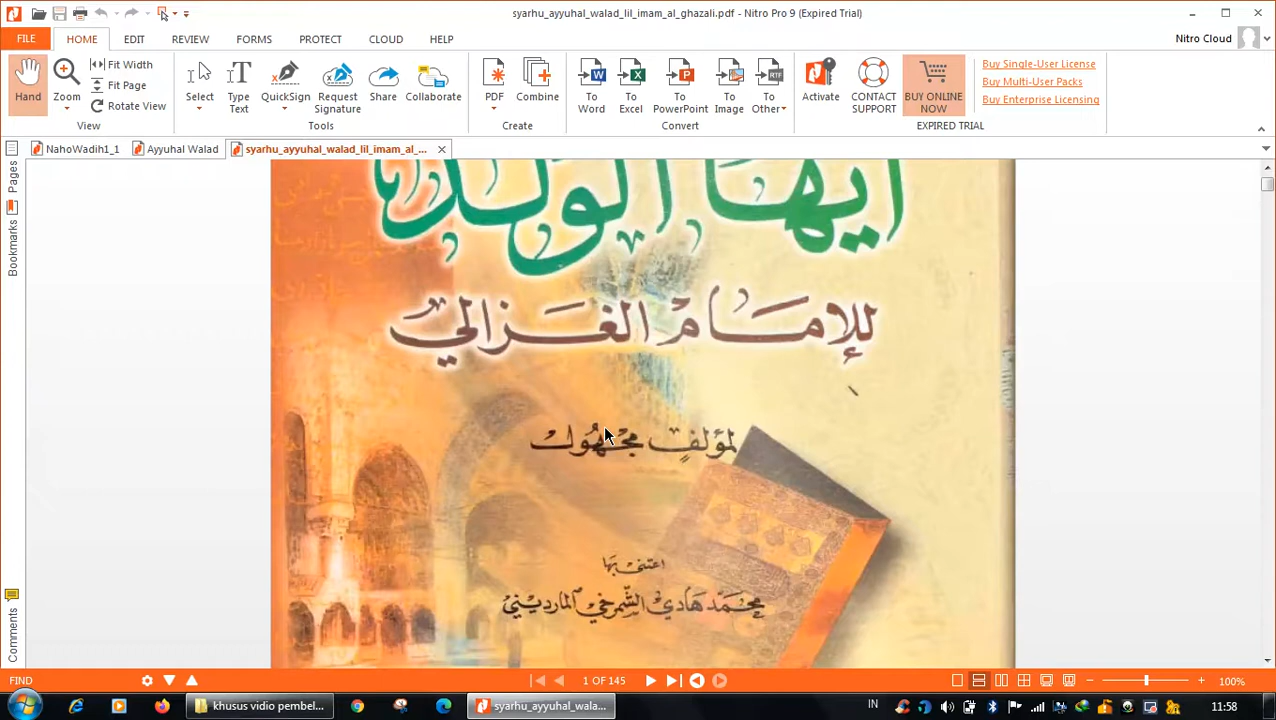 syarhu_ayyuhal_walad_lil_imam_al_ghazali.pdf - Nitro Pro 9 (Expired Trial)
FILE HOME EDIT REVIEW FORMS PROTECT CLOUD HELP Nitro Cloud
Hand
Zoom
Fit Width
Fit Page
Rotate View
View
Select
Type Text
QuickSign
Request Signature
Share
Collaborate
Tools
PDF
Combine
Create
To Word
To Excel
To PowerPoint
To Image
To Other
Convert
Activate
CONTACT SUPPORT
BUY ONLINE NOW
Buy Single-User License
Buy Multi-User Packs
Buy Enterprise Licensing
EXPIRED TRIAL
NahoWadih1_1 Ayyuhal Walad syarhu_ayyuhal_walad_lil_imam_al_...
Pages
Bookmarks
Comments
أيها الولد
للإمام الغزالي
لمؤلف مجهول
اعتنى بها
محمد هادي الشمرخي المارديني
FIND 1 OF 145 100%
khusus vidio pembel... syarhu_ayyuhal_wala... IN 11:58